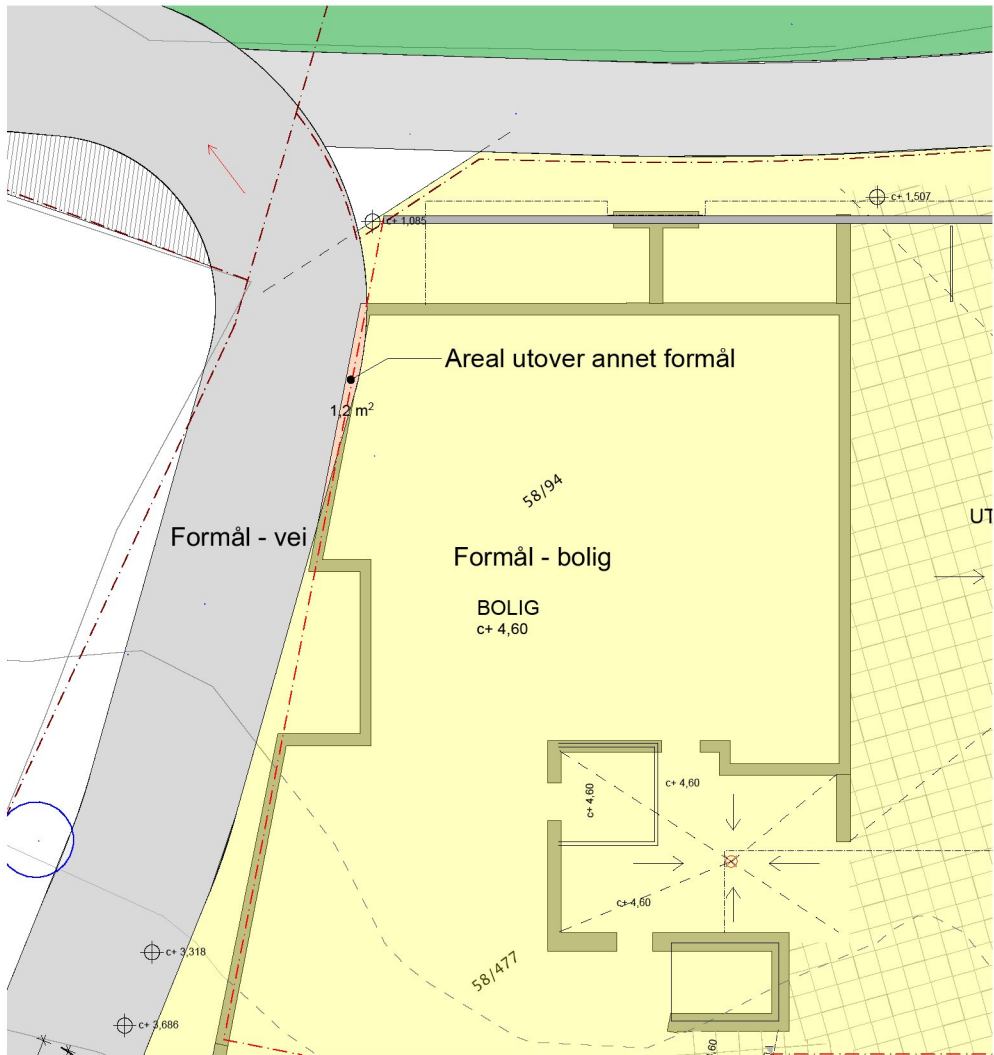 c+ 1,507
c+ 1,085
Areal utover annet formål
1,2 m²
58/94
UT
Formål - vei
Formål - bolig
BOLIG
c+ 4,60
c+ 4,60
c+ 4,60
c+ 4,60
c+ 3,318
58/477
c+ 3,686
,60